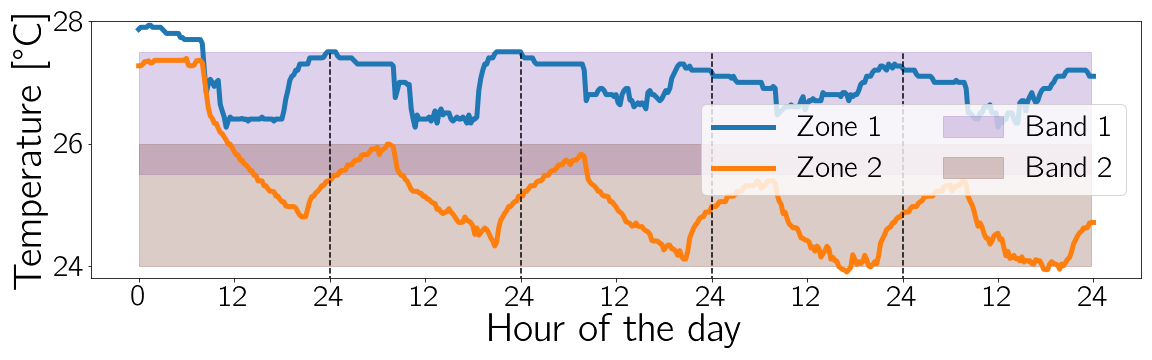 Temperature [°C]
28
26
24
Zone 1
Zone 2
Band 1
Band 2
0 12 24 12 24 12 24 12 24 12 24
Hour of the day